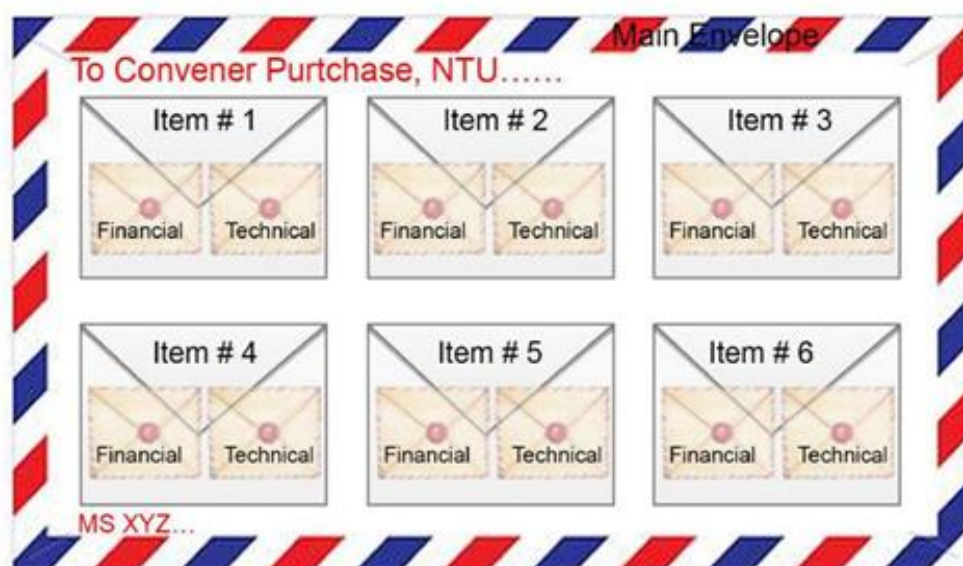 Main Envelope
To Convener Purtchase, NTU......
Item # 1 Item # 2 Item # 3
Financial Technical Financial Technical Financial Technical
Item # 4 Item # 5 Item # 6
Financial Technical Financial Technical Financial Technical
MS XYZ...